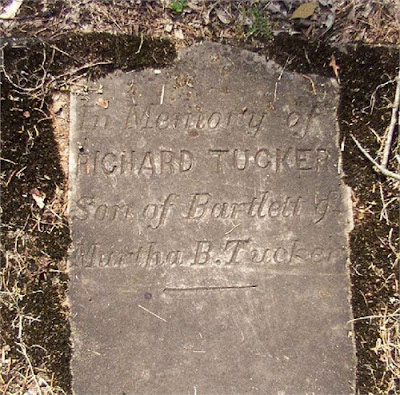 In Memory of
RICHARD TUCKER
Son of Bartlett &
Martha B. Tucker